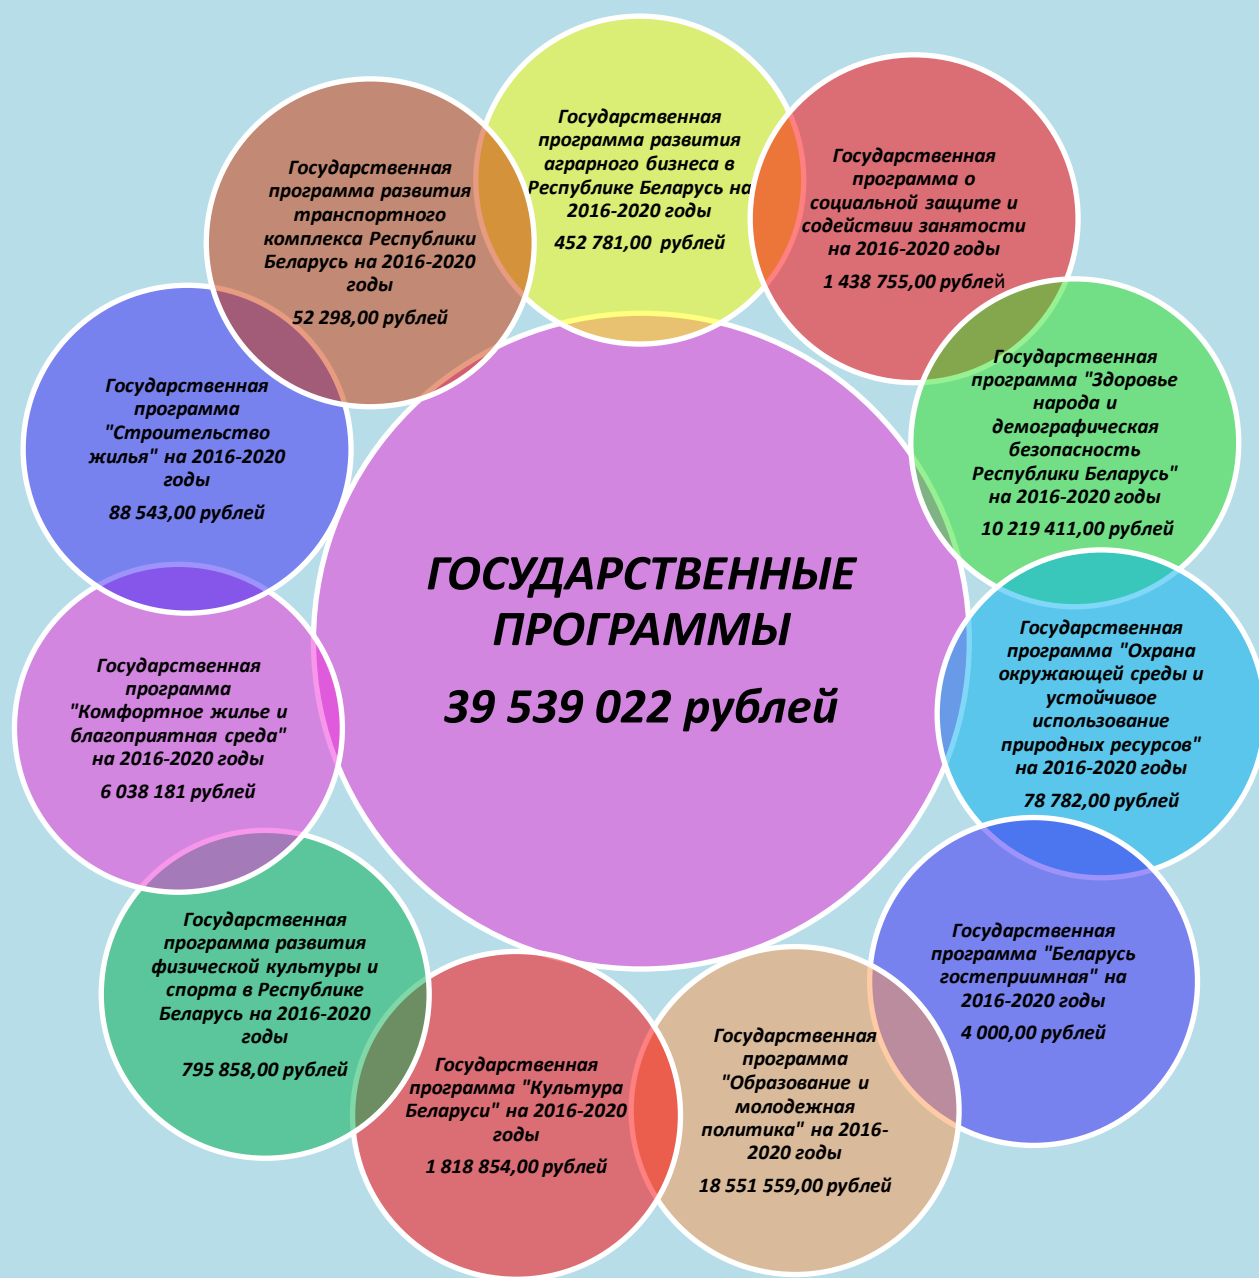 Государственная
программа развития
аграрного бизнеса в
Республике Беларусь на
2016-2020 годы
452 781,00 рублей
Государственная
программа о
социальной защите и
содействии занятости
на 2016-2020 годы
1 438 755,00 рублей
Государственная
программа "Здоровье
народа и
демографическая
безопасность
Республики Беларусь"
на 2016-2020 годы
10 219 411,00 рублей
Государственная
программа "Охрана
окружающей среды и
устойчивое
использование
природных ресурсов"
на 2016-2020 годы
78 782,00 рублей
Государственная
программа "Беларусь
гостеприимная" на
2016-2020 годы
4 000,00 рублей
Государственная
программа
"Образование и
молодежная
политика" на 2016-
2020 годы
18 551 559,00 рублей
Государственная
программа "Культура
Беларуси" на 2016-2020
годы
1 818 854,00 рублей
Государственная
программа развития
физической культуры и
спорта в Республике
Беларусь на 2016-2020
годы
795 858,00 рублей
Государственная
программа
"Комфортное жилье и
благоприятная среда"
на 2016-2020 годы
6 038 181 рублей
Государственная
программа
"Строительство
жилья" на 2016-2020
годы
88 543,00 рублей
Государственная
программа развития
транспортного
комплекса Республики
Беларусь на 2016-2020
годы
52 298,00 рублей
ГОСУДАРСТВЕННЫЕ
ПРОГРАММЫ
39 539 022 рублей